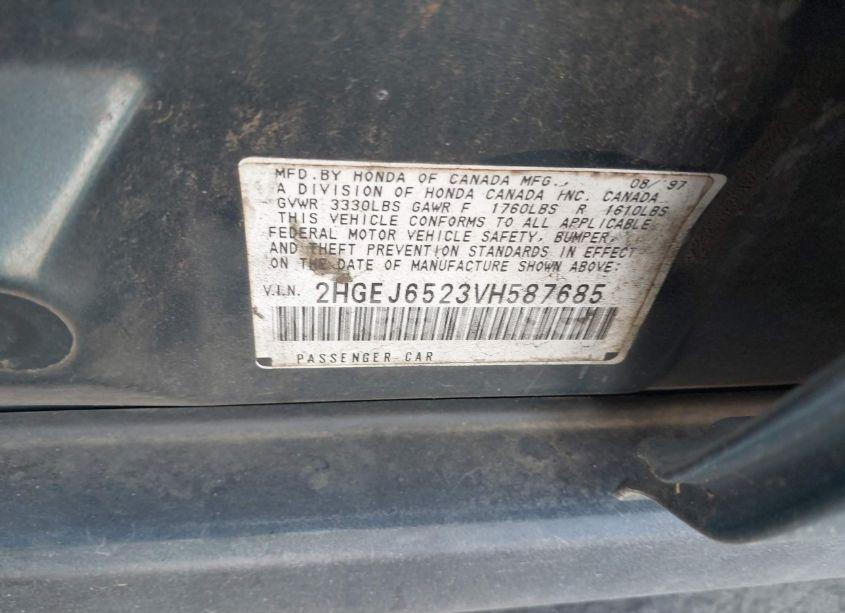 MFD.BY HONDA OF CANADA MFG., 08/'97
A DIVISION OF HONDA CANADA INC. CANADA
GVWR 3330LBS GAWR F 1760LBS R 1610LBS
THIS VEHICLE CONFORMS TO ALL APPLICABLE
FEDERAL MOTOR VEHICLE SAFETY, BUMPER,
AND THEFT PREVENTION STANDARDS IN EFFECT
ON THE DATE OF MANUFACTURE SHOWN ABOVE:
V.I.N. 2HGEJ6523VH587685
PASSENGER CAR